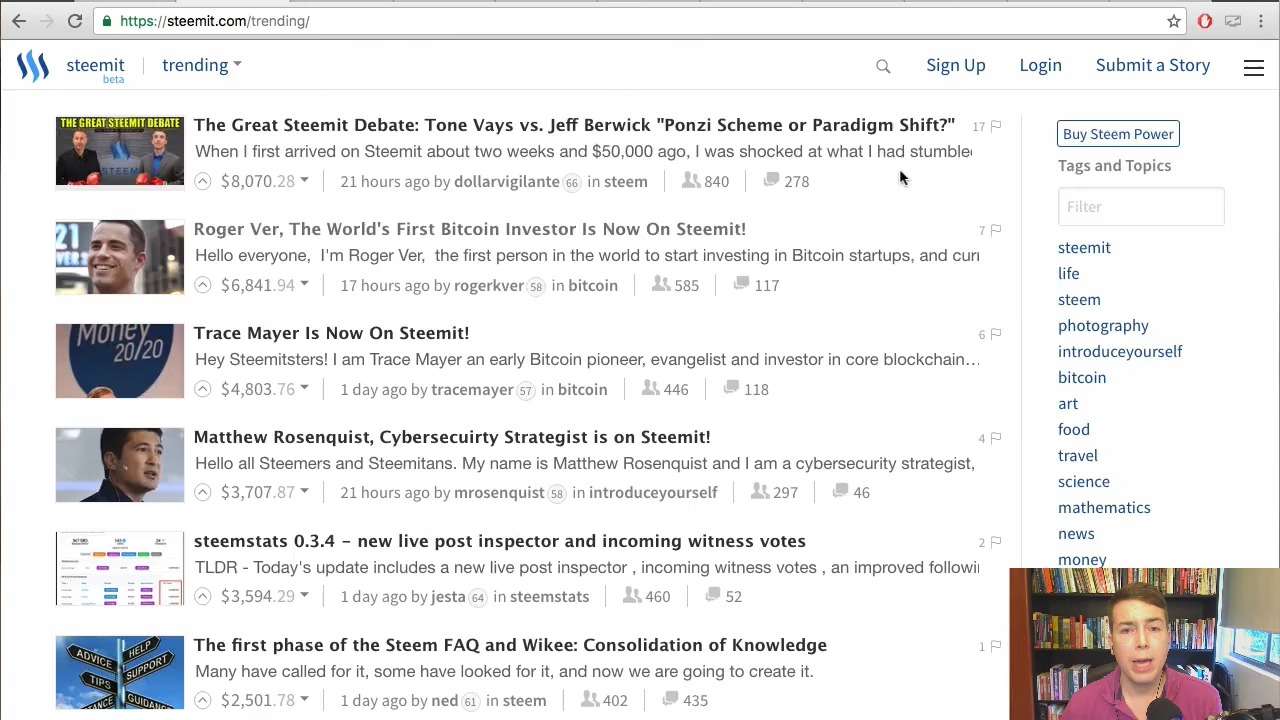 https://steemit.com/trending/
steemit
beta
trending
Sign Up
Login
Submit a Story
THE GREAT STEEMIT DEBATE
STEEM
The Great Steemit Debate: Tone Vays vs. Jeff Berwick "Ponzi Scheme or Paradigm Shift?"
17
When I first arrived on Steemit about two weeks and $50,000 ago, I was shocked at what I had stumble
$8,070.28
21 hours ago by dollarvigilante 66 in steem
840
278
21
Roger Ver, The World's First Bitcoin Investor Is Now On Steemit!
7
Hello everyone, I'm Roger Ver, the first person in the world to start investing in Bitcoin startups, and curr
$6,841.94
17 hours ago by rogerkver 58 in bitcoin
585
117
Money
20/20
Trace Mayer Is Now On Steemit!
6
Hey Steemitsters! I am Trace Mayer an early Bitcoin pioneer, evangelist and investor in core blockchain…
$4,803.76
1 day ago by tracemayer 57 in bitcoin
446
118
Matthew Rosenquist, Cybersecuirty Strategist is on Steemit!
4
Hello all Steemers and Steemitans. My name is Matthew Rosenquist and I am a cybersecurity strategist,
$3,707.87
21 hours ago by mrosenquist 58 in introduceyourself
297
46
steemstats 0.3.4 – new live post inspector and incoming witness votes
2
TLDR - Today's update includes a new live post inspector , incoming witness votes , an improved followin
$3,594.29
1 day ago by jesta 64 in steemstats
460
52
ADVICE
HELP
TIPS
SUPPORT
GUIDANCE
The first phase of the Steem FAQ and Wikee: Consolidation of Knowledge
1
Many have called for it, some have looked for it, and now we are going to create it.
$2,501.78
1 day ago by ned 61 in steem
402
435
Buy Steem Power
Tags and Topics
Filter
steemit
life
steem
photography
introduceyourself
bitcoin
art
food
travel
science
mathematics
news
money